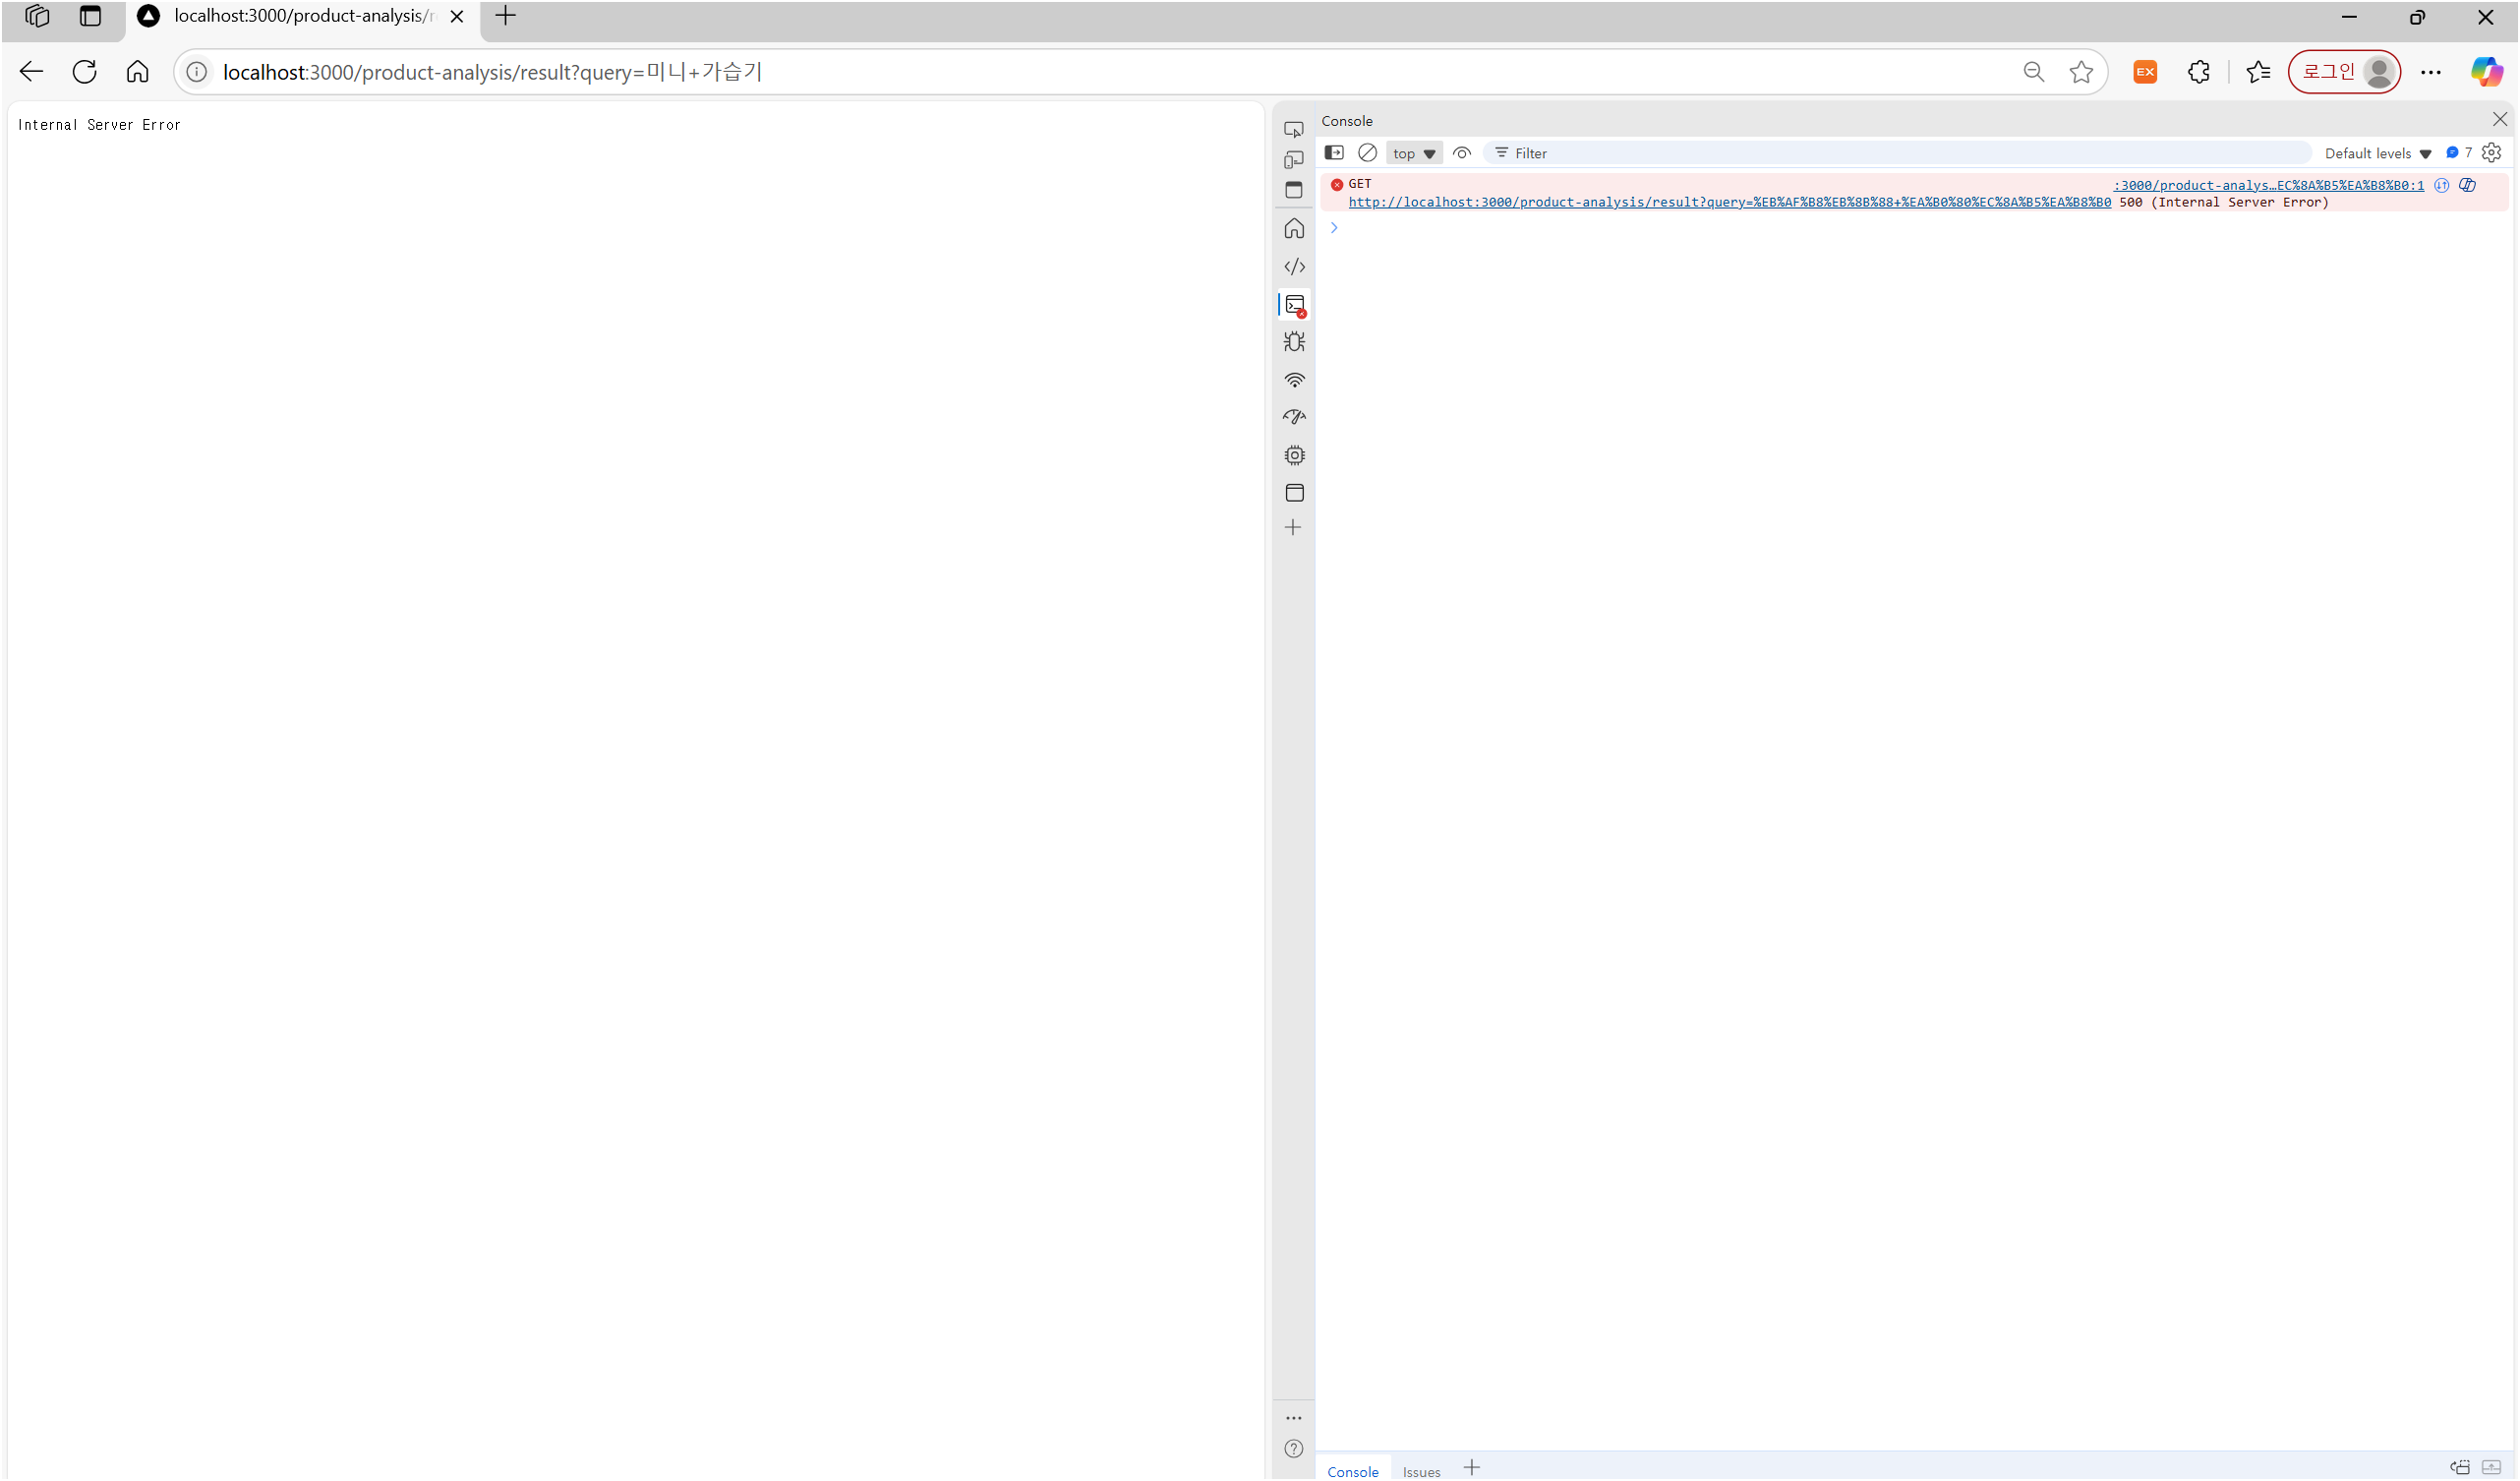 localhost:3000/product-analysis/r
localhost:3000/product-analysis/result?query=미니+가습기
EX
로그인
Internal Server Error
Console
top
Filter
Default levels
7
GET
:3000/product-analys…EC%8A%B5%EA%B8%B0:1
http://localhost:3000/product-analysis/result?query=%EB%AF%B8%EB%8B%88+%EA%B0%80%EC%8A%B5%EA%B8%B0 500 (Internal Server Error)
Console
Issues